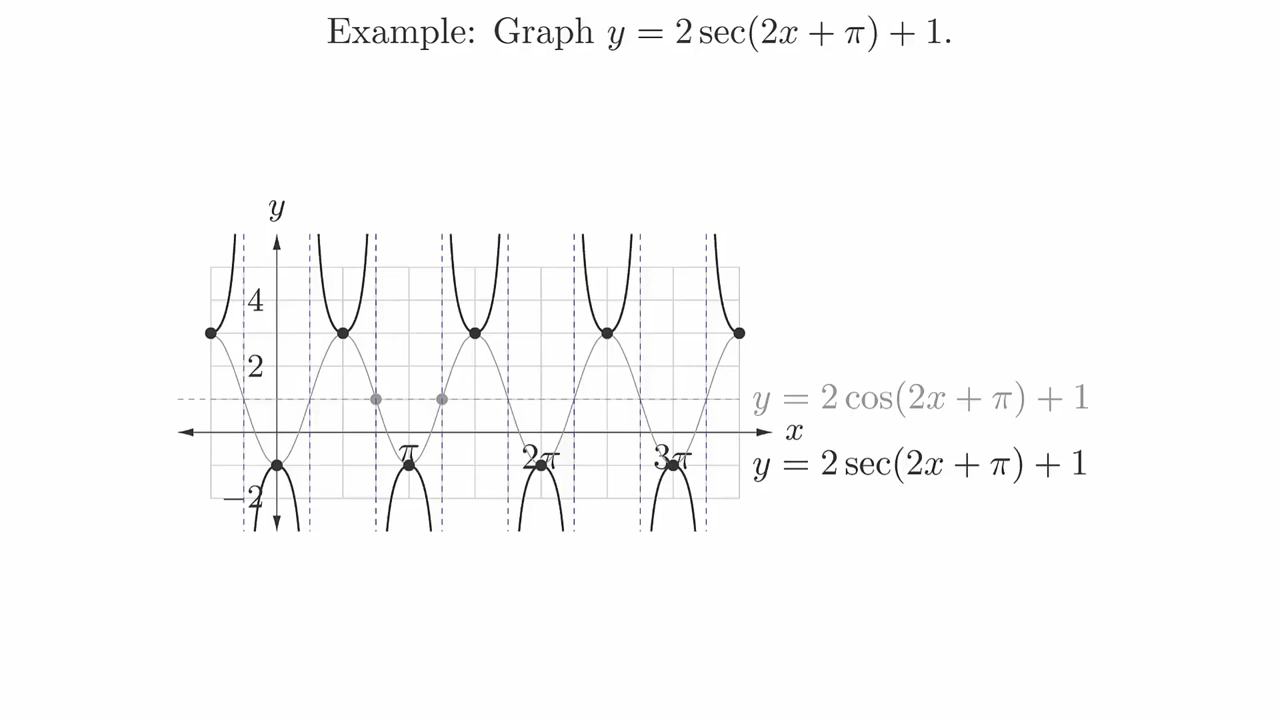 Example: Graph y = 2 sec(2x + π) + 1.
y
4
2
y = 2 cos(2x + π) + 1
x
π 2π 3π
y = 2 sec(2x + π) + 1
−2